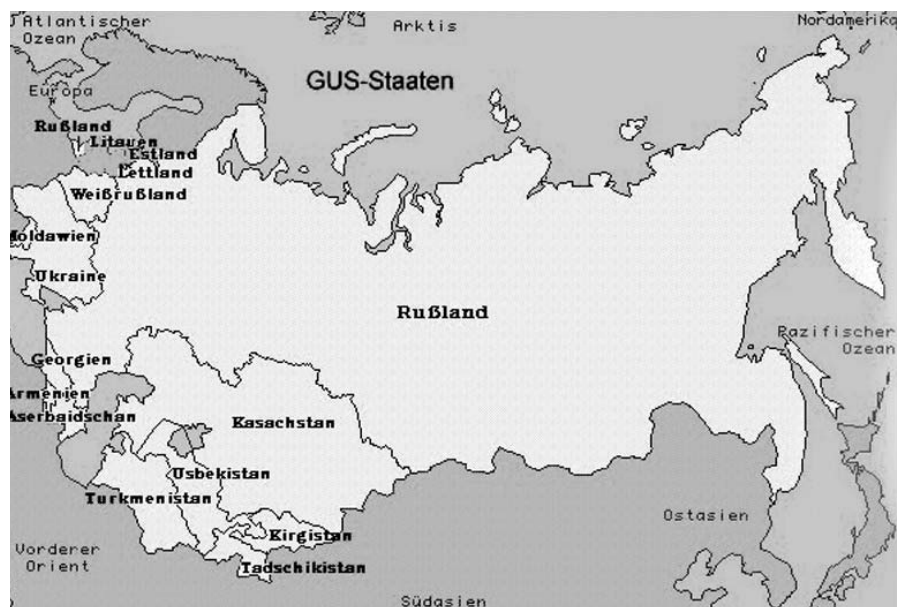 Atlantischer
Ozean
Arktis
Nordamerika
GUS-Staaten
Europa
Rußland
Litauen
Estland
Lettland
Weißrußland
Moldawien
Ukraine
Rußland
Pazifischer
Ozean
Georgien
Armenien
Aserbaidschan
Kasachstan
Usbekistan
Turkmenistan
Ostasien
Kirgistan
Vorderer
Orient
Tadschikistan
Südasien